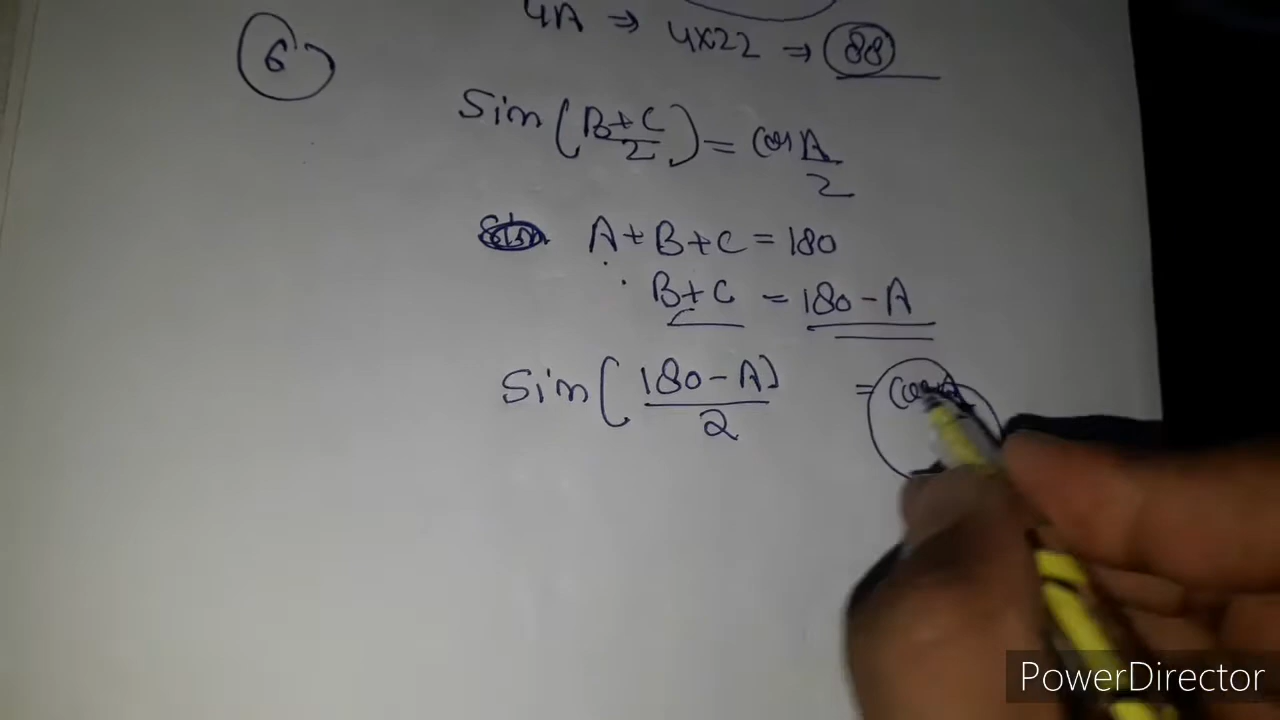 4A ⇒ 4×22 ⇒ 88
6
Sin (B+C/2) = Cos A/2
A + B + C = 180
B + C = 180 - A
Sin ( 180 - A) / 2 =
PowerDirector